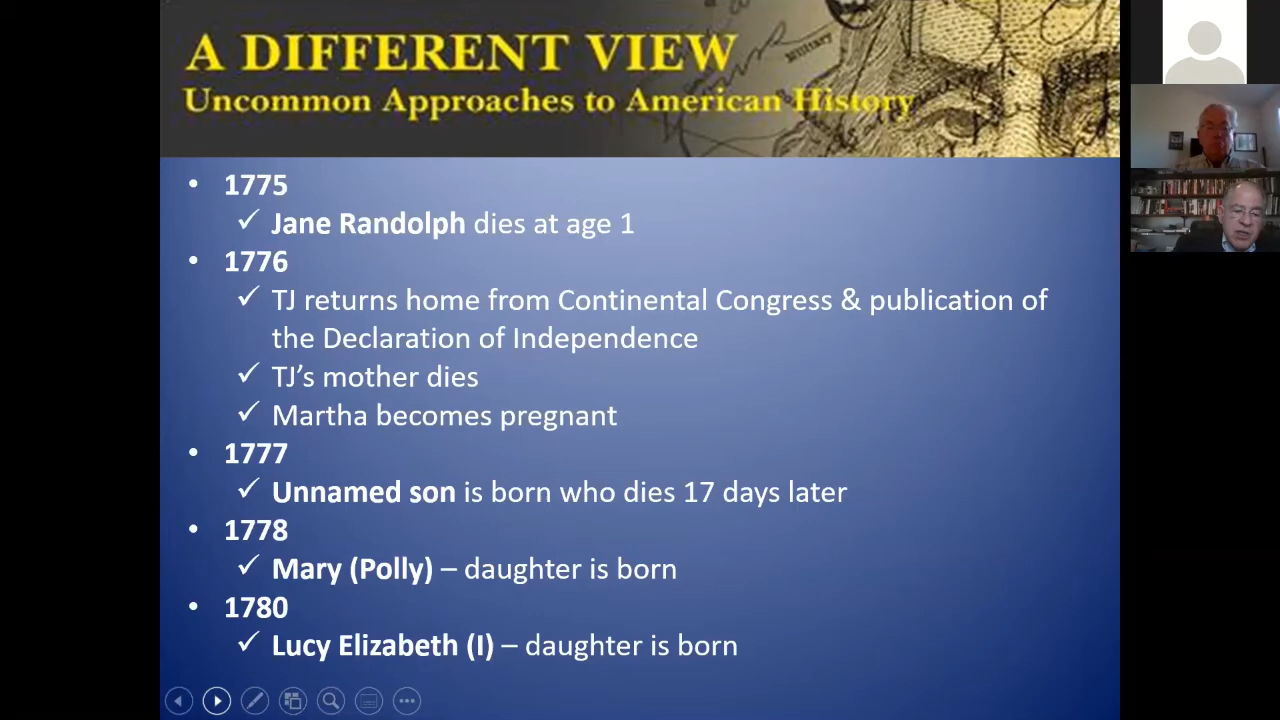 A DIFFERENT VIEW
Uncommon Approaches to American History
Military
• 1775
✓ Jane Randolph dies at age 1
• 1776
✓ TJ returns home from Continental Congress & publication of
the Declaration of Independence
✓ TJ’s mother dies
✓ Martha becomes pregnant
• 1777
✓ Unnamed son is born who dies 17 days later
• 1778
✓ Mary (Polly) – daughter is born
• 1780
✓ Lucy Elizabeth (I) – daughter is born